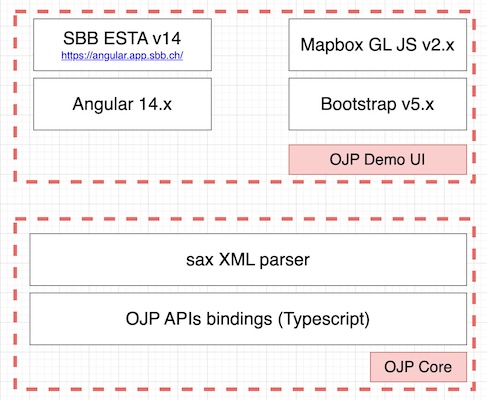 SBB ESTA v14
https://angular.app.sbb.ch/
Mapbox GL JS v2.x
Angular 14.x
Bootstrap v5.x
OJP Demo UI
sax XML parser
OJP APIs bindings (Typescript)
OJP Core